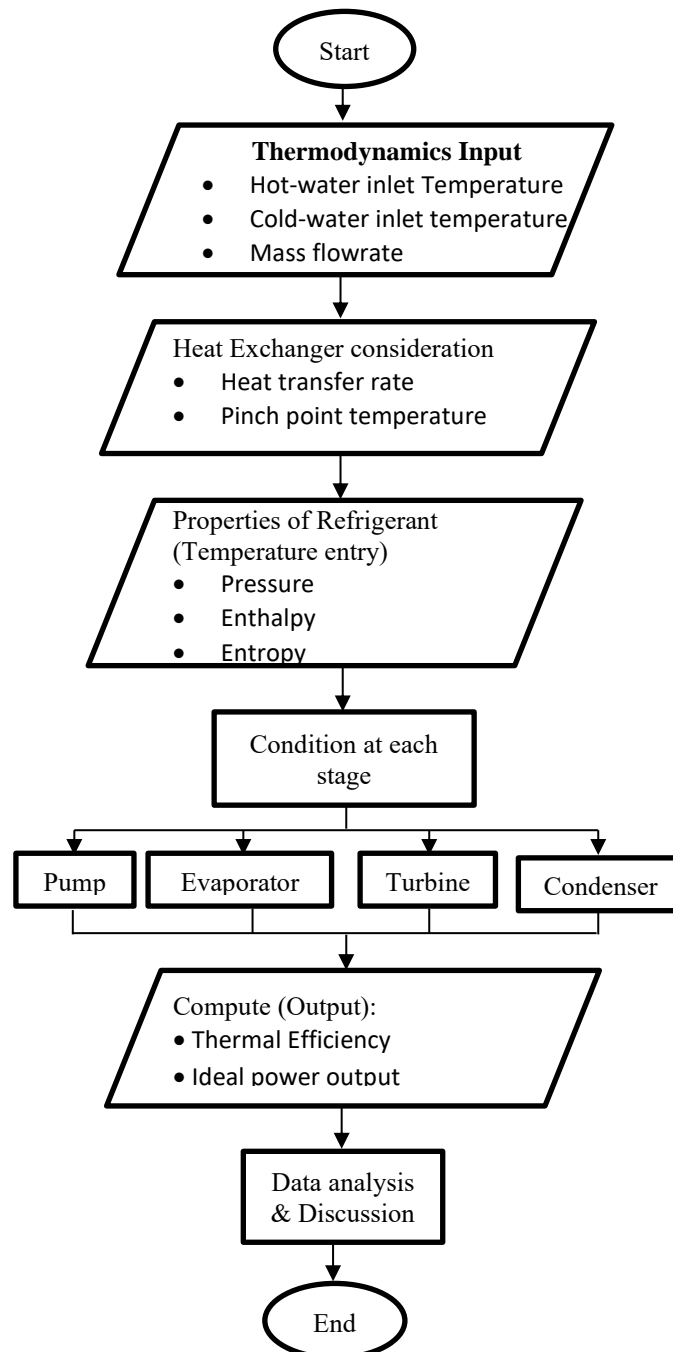 Start
Thermodynamics Input
• Hot-water inlet Temperature
• Cold-water inlet temperature
• Mass flowrate
Heat Exchanger consideration
• Heat transfer rate
• Pinch point temperature
Properties of Refrigerant
(Temperature entry)
• Pressure
• Enthalpy
• Entropy
Condition at each
stage
Pump
Evaporator
Turbine
Condenser
Compute (Output):
• Thermal Efficiency
• Ideal power output
Data analysis
& Discussion
End